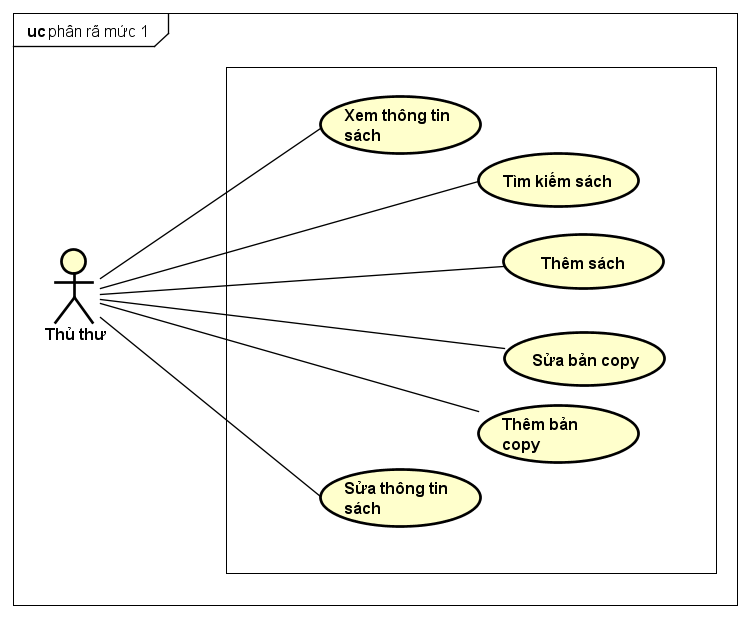 uc phân rã mức 1
Xem thông tin
sách
Tìm kiếm sách
Thêm sách
Thủ thư
Sửa bản copy
Thêm bản
copy
Sửa thông tin
sách